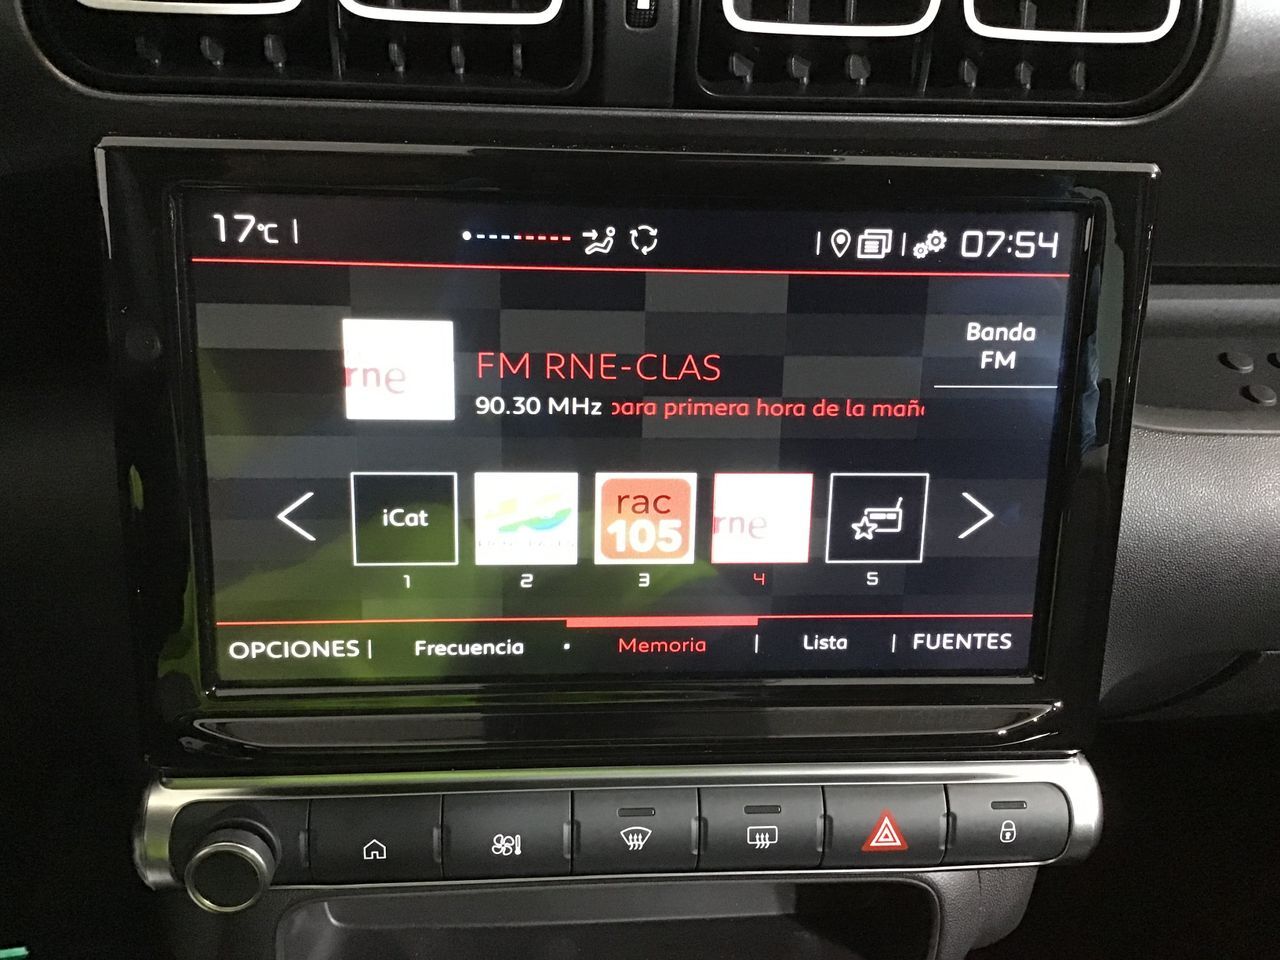 17°C
07:54
Banda
FM
rne
FM RNE-CLAS
90.30 MHz para primera hora de la maña
iCat
rac
105
rne
1
2
3
4
5
OPCIONES
Frecuencia
Memoria
Lista
FUENTES